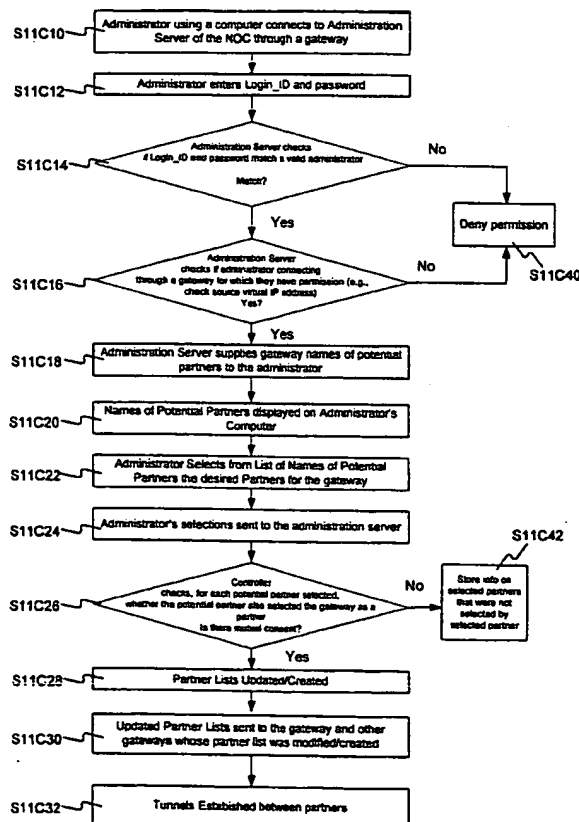 S11C10
Administrator using a computer connects to Administration
Server of the NOC through a gateway
S11C12
Administrator enters Login_ID and password
S11C14
Administration Server checks
if Login_ID and password match a valid administrator
Match?
No
Yes
Deny permission
S11C40
S11C16
Administration Server
checks if administrator connecting
through a gateway for which they have permission (e.g.,
check source virtual IP address)
Yes?
No
Yes
S11C18
Administration Server supplies gateway names of potential
partners to the administrator
S11C20
Names of Potential Partners displayed on Administrator's
Computer
S11C22
Administrator Selects from List of Names of Potential
Partners the desired Partners for the gateway
S11C24
Administrator's selections sent to the administration server
S11C42
S11C26
Controller
checks, for each potential partner selected,
whether the potential partner also selected the gateway as a
partner
Is there mutual consent?
No
Store info on
selected partners
that were not
selected by
selected partner
Yes
S11C28
Partner Lists Updated/Created
S11C30
Updated Partner Lists sent to the gateway and other
gateways whose partner list was modified/created
S11C32
Tunnels Established between partners